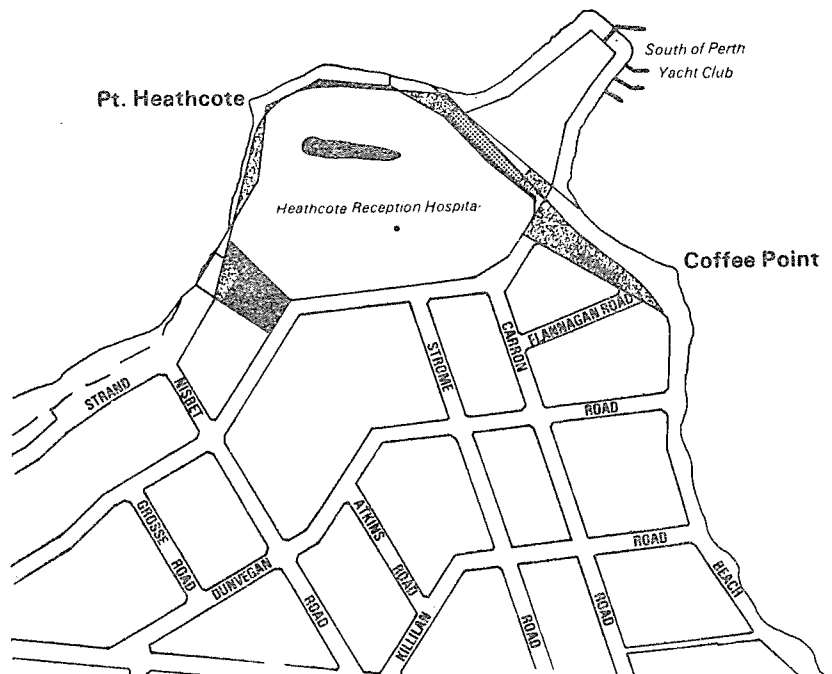 South of Perth
Yacht Club
Pt. Heathcote
Heathcote Reception Hospita
Coffee Point
FLANNAGAN ROAD
CARRON
STROME
STRAND
NISBET
ROAD
GROSSE
ROAD
ATKINS
ROAD
ROAD
DUNVEGAN
ROAD
KILLILAN
ROAD
ROAD
BEACH